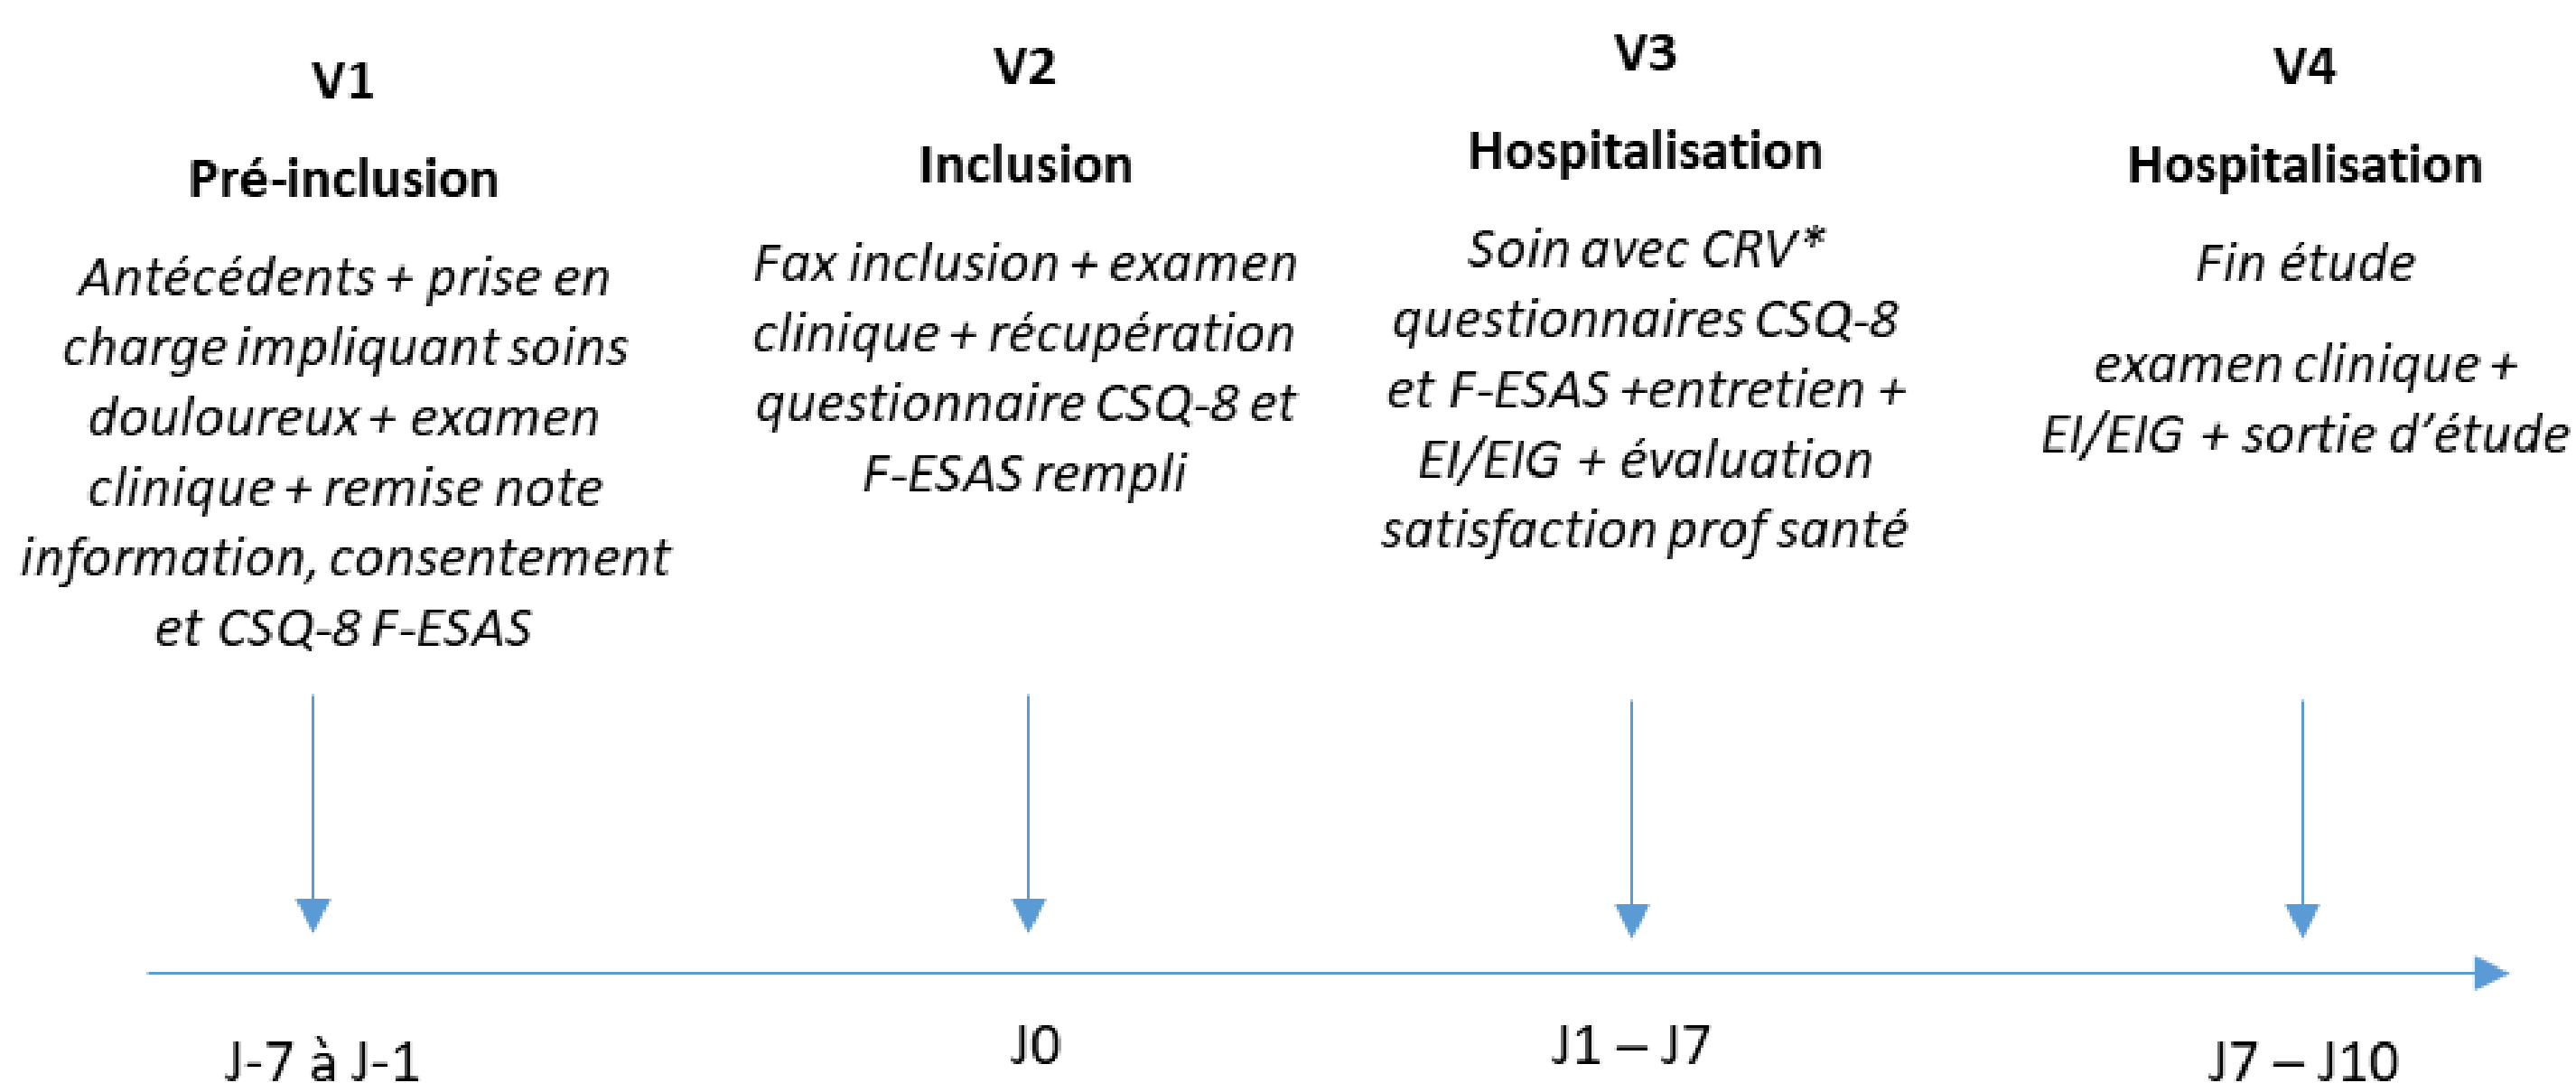 V1
Pré-inclusion
Antécédents + prise en
charge impliquant soins
douloureux + examen
clinique + remise note
information, consentement
et CSQ-8 F-ESAS
V2
Inclusion
Fax inclusion + examen
clinique + récupération
questionnaire CSQ-8 et
F-ESAS rempli
V3
Hospitalisation
Soin avec CRV*
questionnaires CSQ-8
et F-ESAS +entretien +
EI/EIG + évaluation
satisfaction prof santé
V4
Hospitalisation
Fin étude
examen clinique +
EI/EIG + sortie d’étude
J-7 à J-1
J0
J1 – J7
J7 – J10